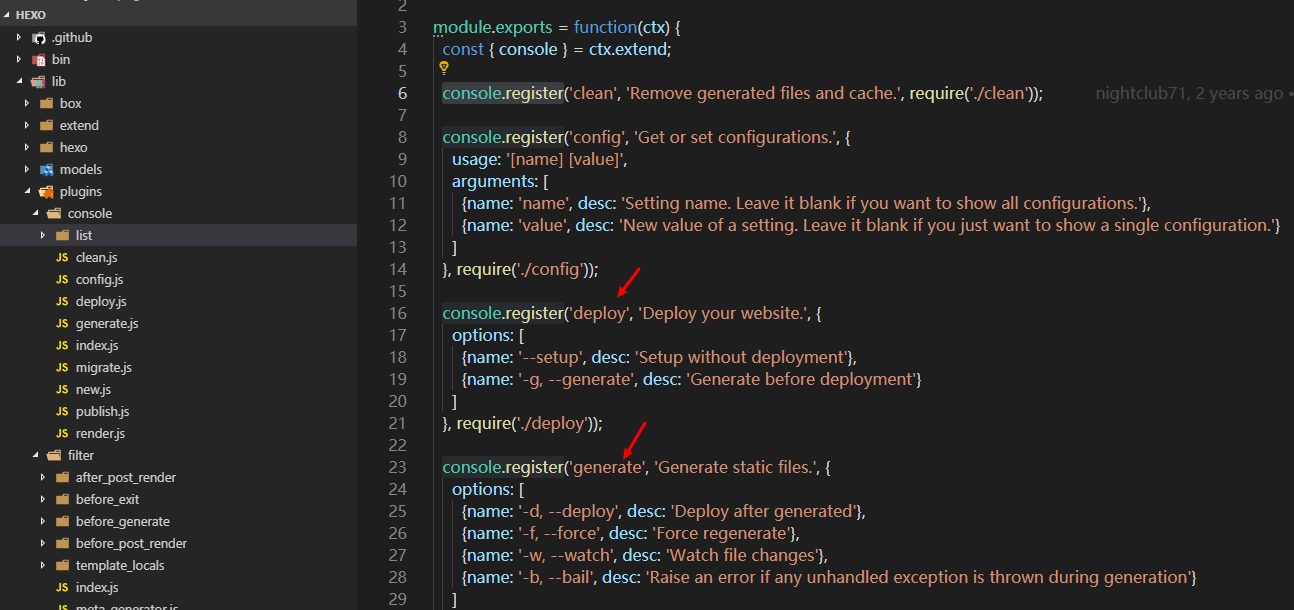 HEXO
.github
bin
lib
box
extend
hexo
models
plugins
console
list
JS clean.js
JS config.js
JS deploy.js
JS generate.js
JS index.js
JS migrate.js
JS new.js
JS publish.js
JS render.js
filter
after_post_render
before_exit
before_generate
before_post_render
template_locals
JS index.js
JS meta_generator.js
2
3 module.exports = function(ctx) {
4 const { console } = ctx.extend;
5
6 console.register('clean', 'Remove generated files and cache.', require('./clean')); nightclub71, 2 years ago •
7
8 console.register('config', 'Get or set configurations.', {
9 usage: '[name] [value]',
10 arguments: [
11 {name: 'name', desc: 'Setting name. Leave it blank if you want to show all configurations.'},
12 {name: 'value', desc: 'New value of a setting. Leave it blank if you just want to show a single configuration.'}
13 ]
14 }, require('./config'));
15
16 console.register('deploy', 'Deploy your website.', {
17 options: [
18 {name: '--setup', desc: 'Setup without deployment'},
19 {name: '-g, --generate', desc: 'Generate before deployment'}
20 ]
21 }, require('./deploy'));
22
23 console.register('generate', 'Generate static files.', {
24 options: [
25 {name: '-d, --deploy', desc: 'Deploy after generated'},
26 {name: '-f, --force', desc: 'Force regenerate'},
27 {name: '-w, --watch', desc: 'Watch file changes'},
28 {name: '-b, --bail', desc: 'Raise an error if any unhandled exception is thrown during generation'}
29 ]